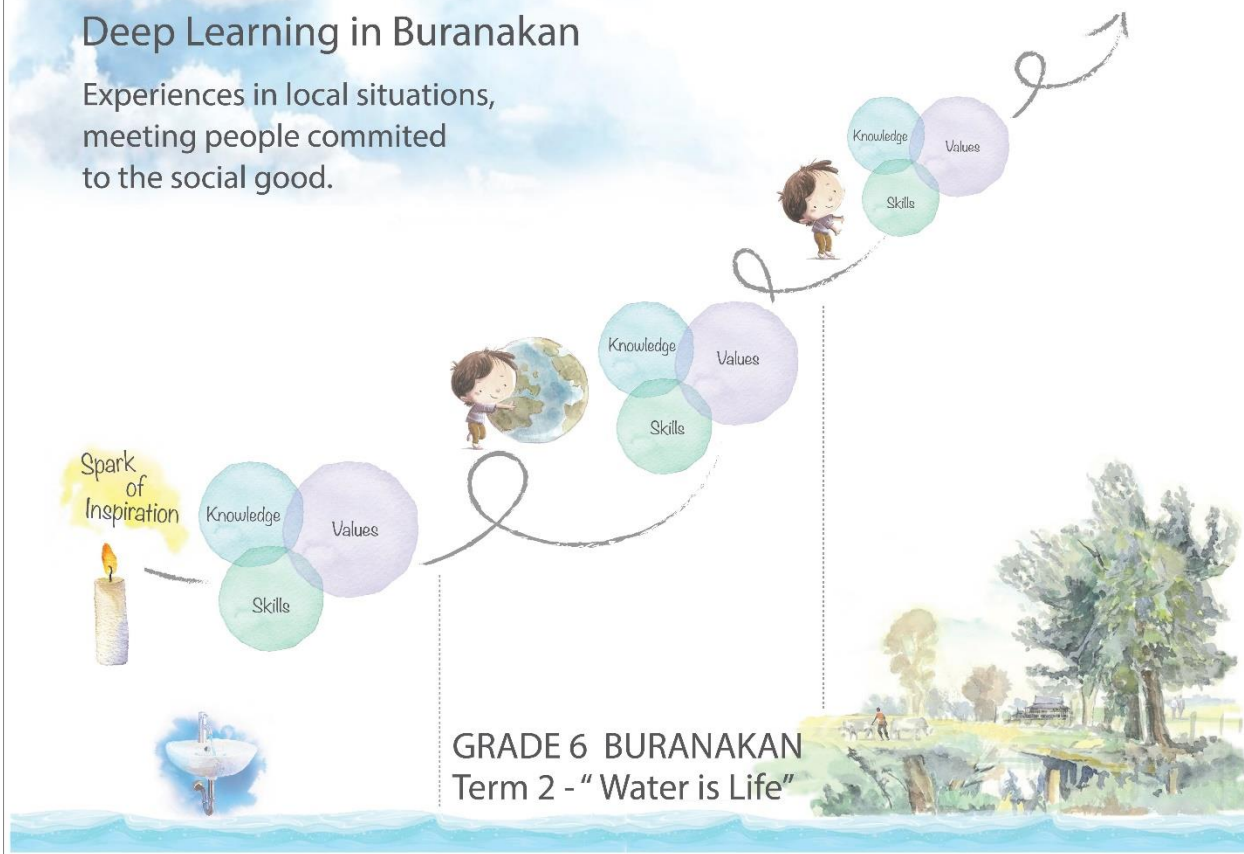 Deep Learning in Buranakan
Experiences in local situations,
meeting people commited
to the social good.
Knowledge
Values
Skills
Knowledge
Values
Skills
Spark
of
Inspiration
Knowledge
Values
Skills
GRADE 6 BURANAKAN
Term 2 - “ Water is Life”